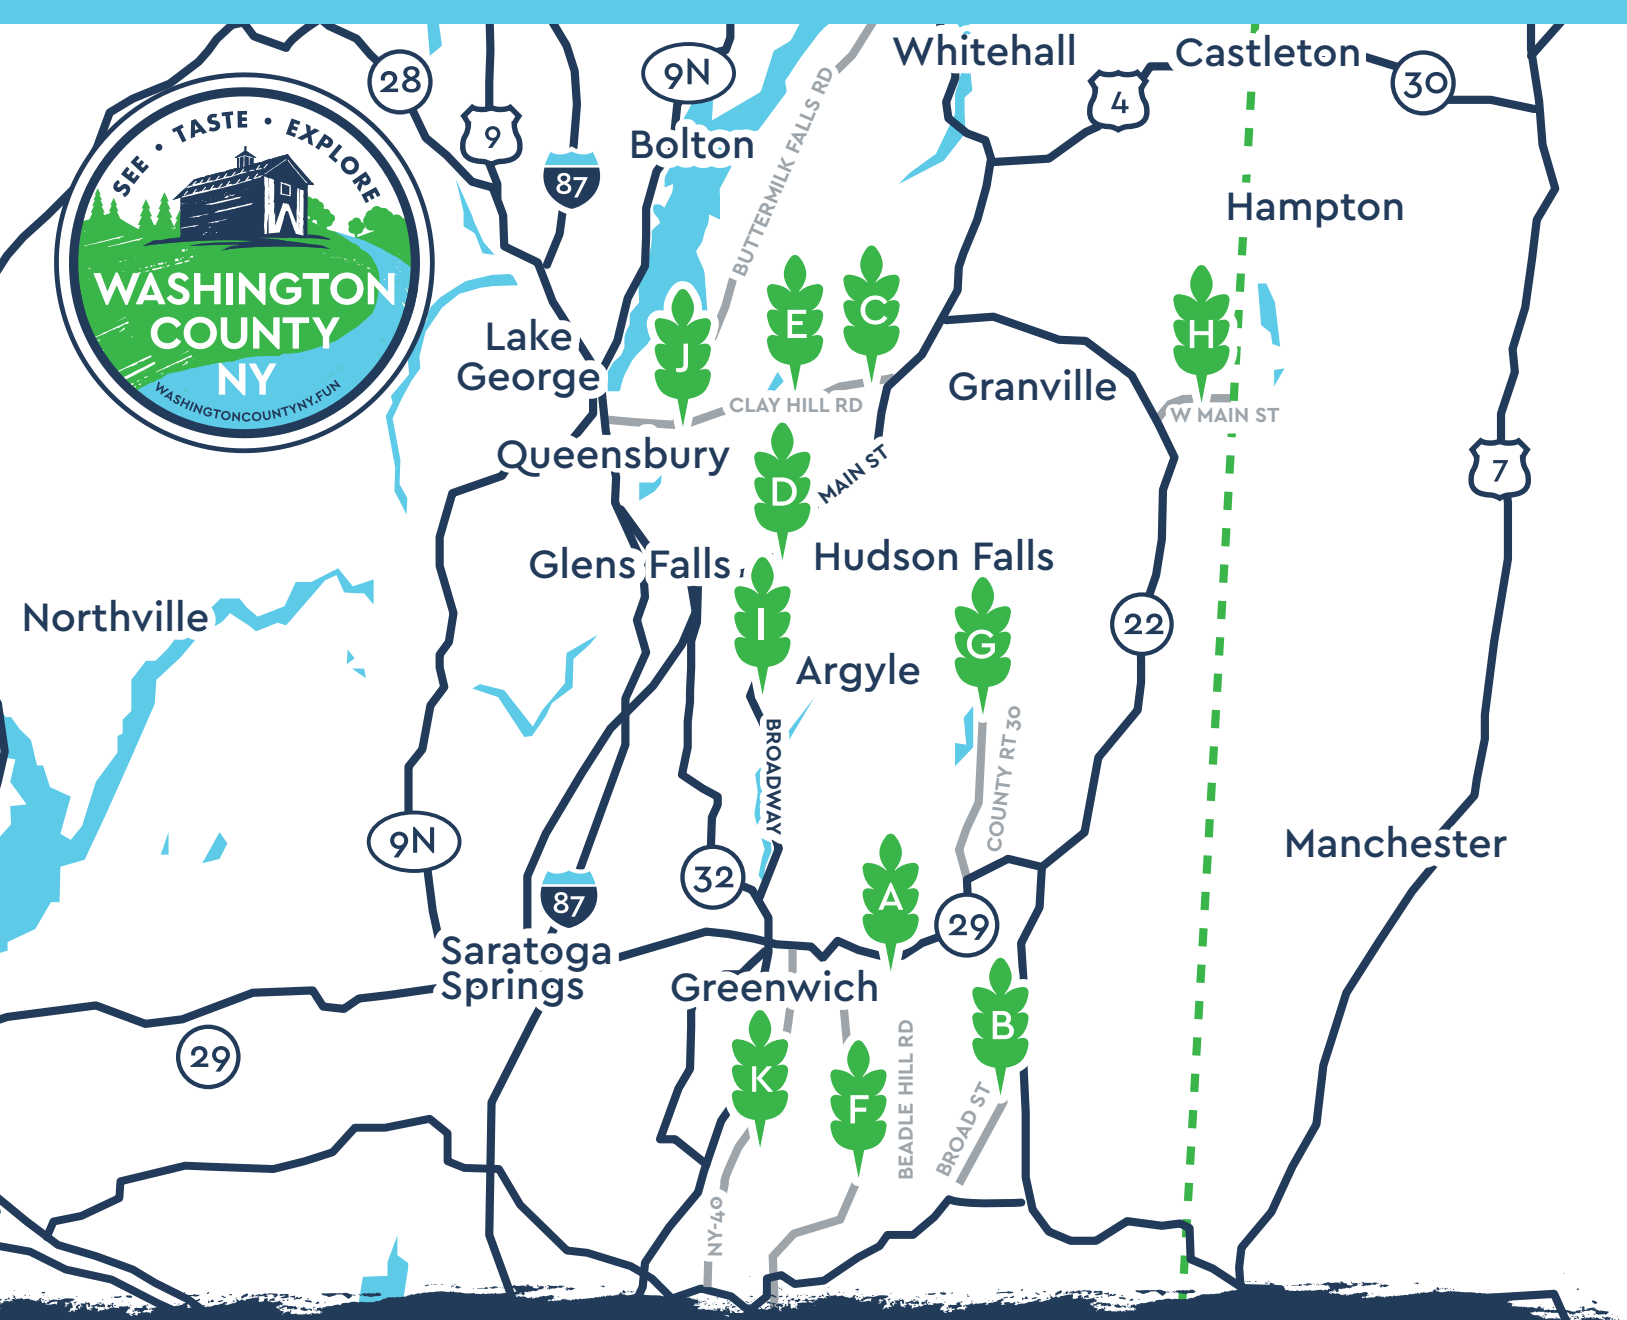 Whitehall
Castleton
28
9N
30
4
9
BUTTERMILK FALLS RD
SEE • TASTE • EXPLORE
Bolton
87
Hampton
WASHINGTON
COUNTY
NY
WASHINGTONCOUNTYNY.FUN
E
C
H
J
Lake
George
Granville
CLAY HILL RD
W MAIN ST
Queensbury
MAIN ST
7
D
Glens Falls
Hudson Falls
Northville
I
22
G
Argyle
BROADWAY
COUNTY RT 30
9N
Manchester
32
A
87
29
Saratoga
Springs
Greenwich
B
29
K
F
BEADLE HILL RD
BROAD ST
NY-40